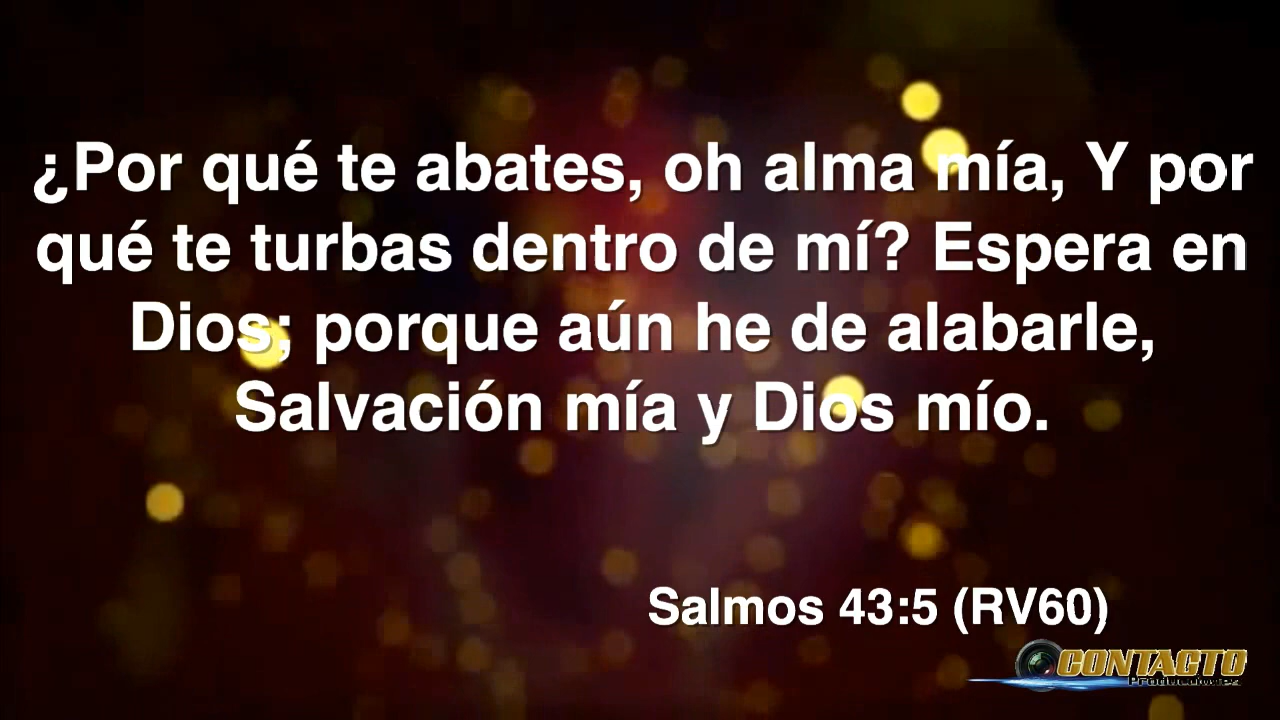 ¿Por qué te abates, oh alma mía, Y por
qué te turbas dentro de mí? Espera en
Dios; porque aún he de alabarle,
Salvación mía y Dios mío.
Salmos 43:5 (RV60)
CONTACTO
Producciones